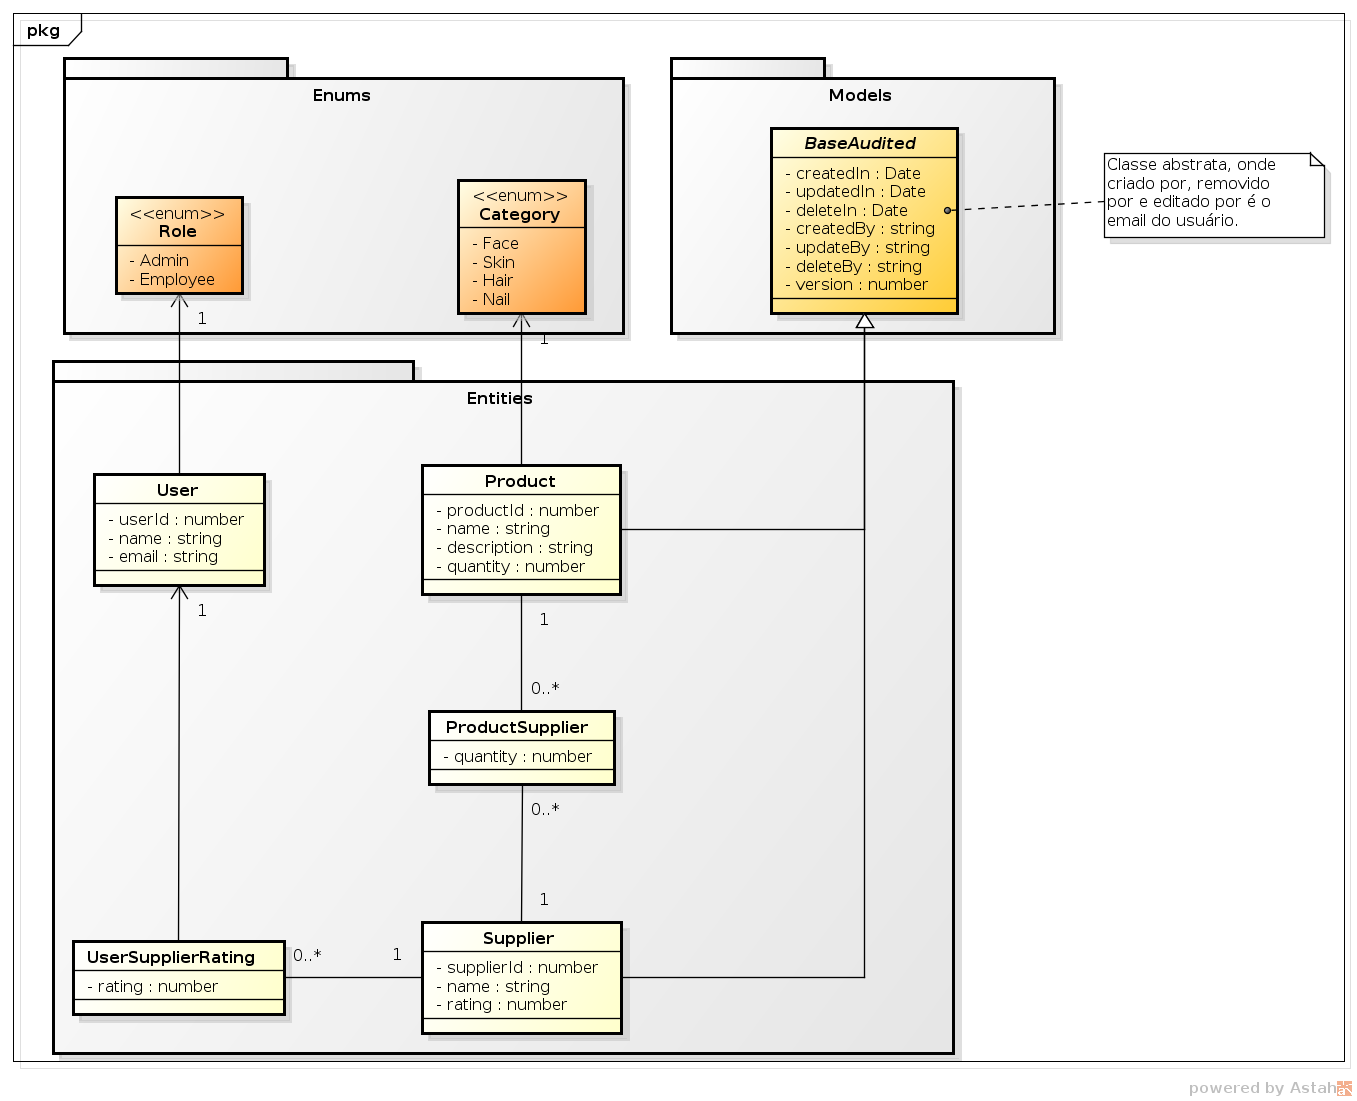 pkg
Enums
<<enum>>
Role
- Admin
- Employee
1
<<enum>>
Category
- Face
- Skin
- Hair
- Nail
1
Models
BaseAudited
- createdIn : Date
- updatedIn : Date
- deleteIn : Date
- createdBy : string
- updateBy : string
- deleteBy : string
- version : number
Classe abstrata, onde
criado por, removido
por e editado por é o
email do usuário.
Entities
User
- userId : number
- name : string
- email : string
1
Product
- productId : number
- name : string
- description : string
- quantity : number
1
0..*
ProductSupplier
- quantity : number
0..*
1
UserSupplierRating
- rating : number
0..*
1
Supplier
- supplierId : number
- name : string
- rating : number
powered by Astah